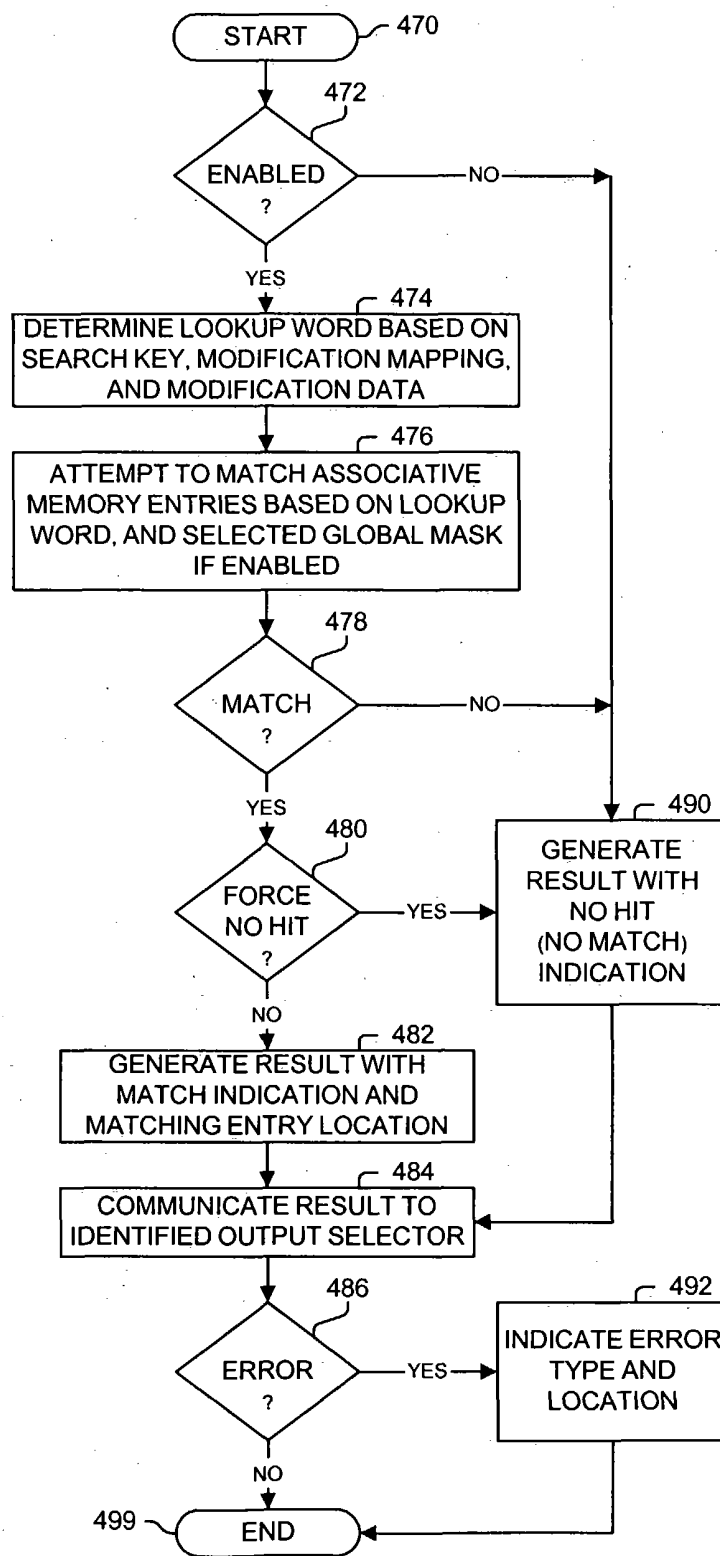 START
470
472
ENABLED
?
NO
YES
474
DETERMINE LOOKUP WORD BASED ON
SEARCH KEY, MODIFICATION MAPPING,
AND MODIFICATION DATA
476
ATTEMPT TO MATCH ASSOCIATIVE
MEMORY ENTRIES BASED ON LOOKUP
WORD, AND SELECTED GLOBAL MASK
IF ENABLED
478
MATCH
?
NO
YES
480
FORCE
NO HIT
?
YES
NO
490
GENERATE
RESULT WITH
NO HIT
(NO MATCH)
INDICATION
482
GENERATE RESULT WITH
MATCH INDICATION AND
MATCHING ENTRY LOCATION
484
COMMUNICATE RESULT TO
IDENTIFIED OUTPUT SELECTOR
486
ERROR
?
YES
NO
492
INDICATE ERROR
TYPE AND
LOCATION
499
END